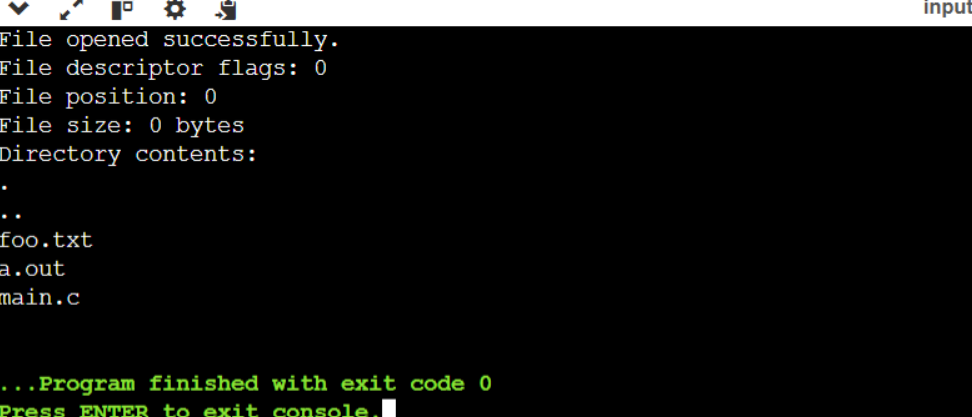 input
File opened successfully.
File descriptor flags: 0
File position: 0
File size: 0 bytes
Directory contents:
.
..
foo.txt
a.out
main.c
...Program finished with exit code 0
Press ENTER to exit console.